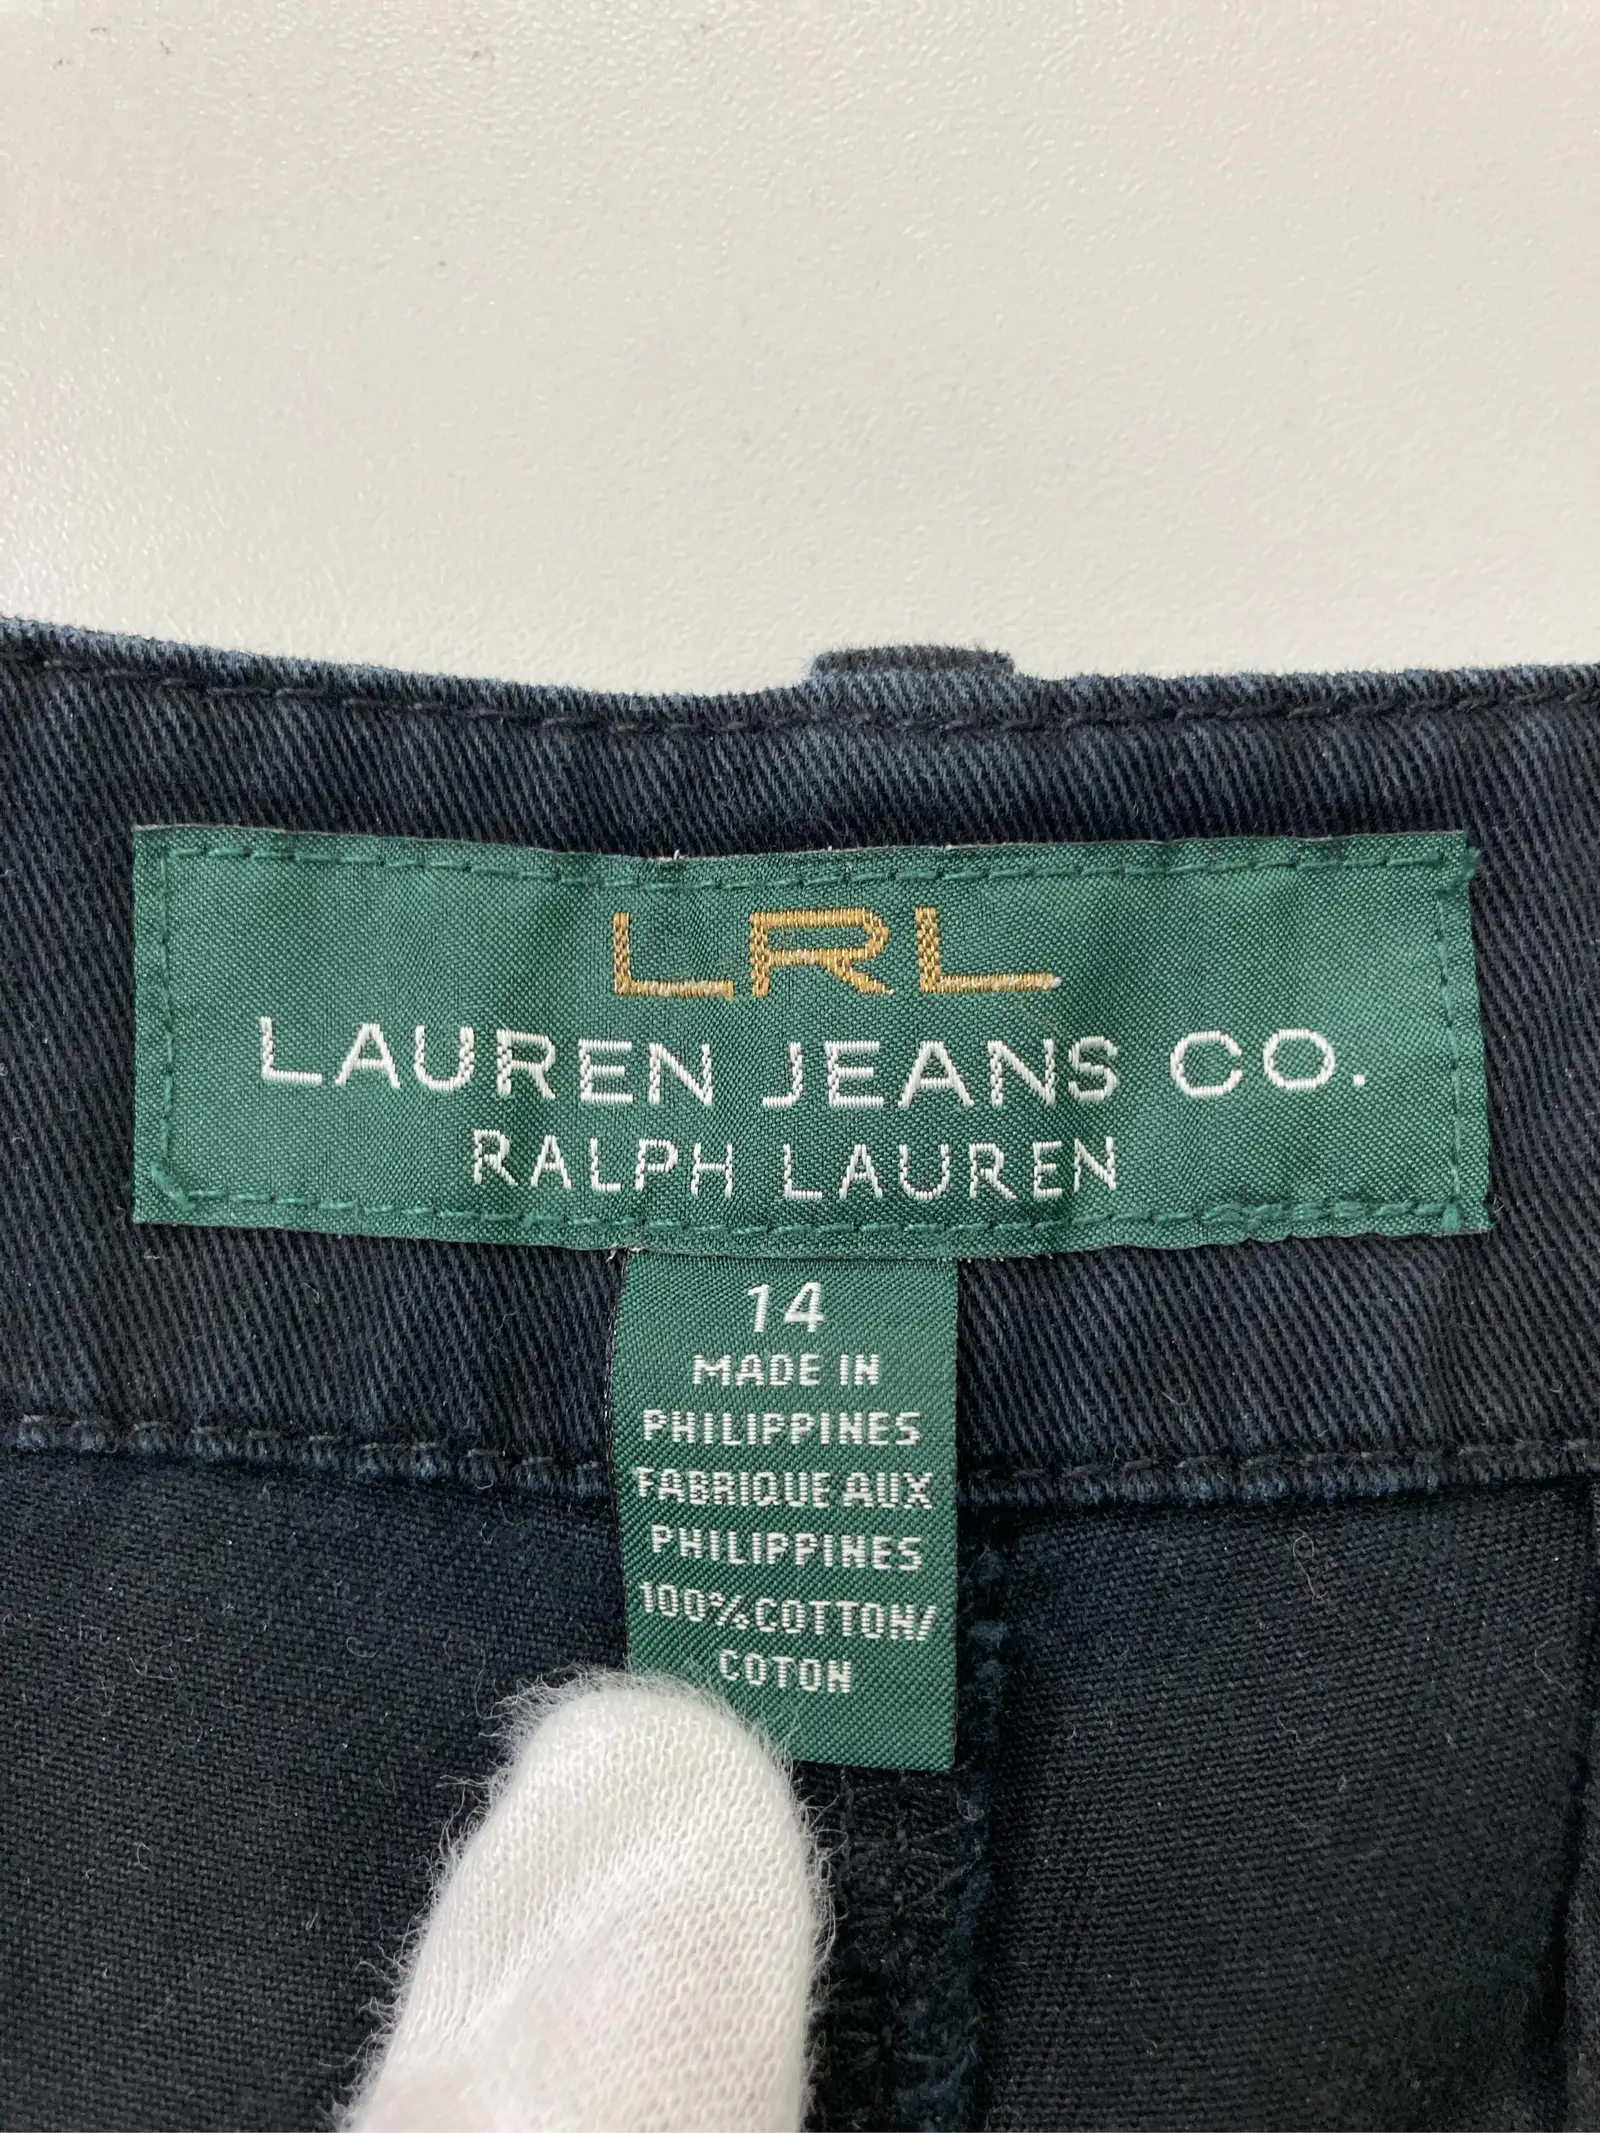 LRL
LAUREN JEANS CO.
RALPH LAUREN
14
MADE IN
PHILIPPINES
FABRIQUE AUX
PHILIPPINES
100%COTTON/
COTON